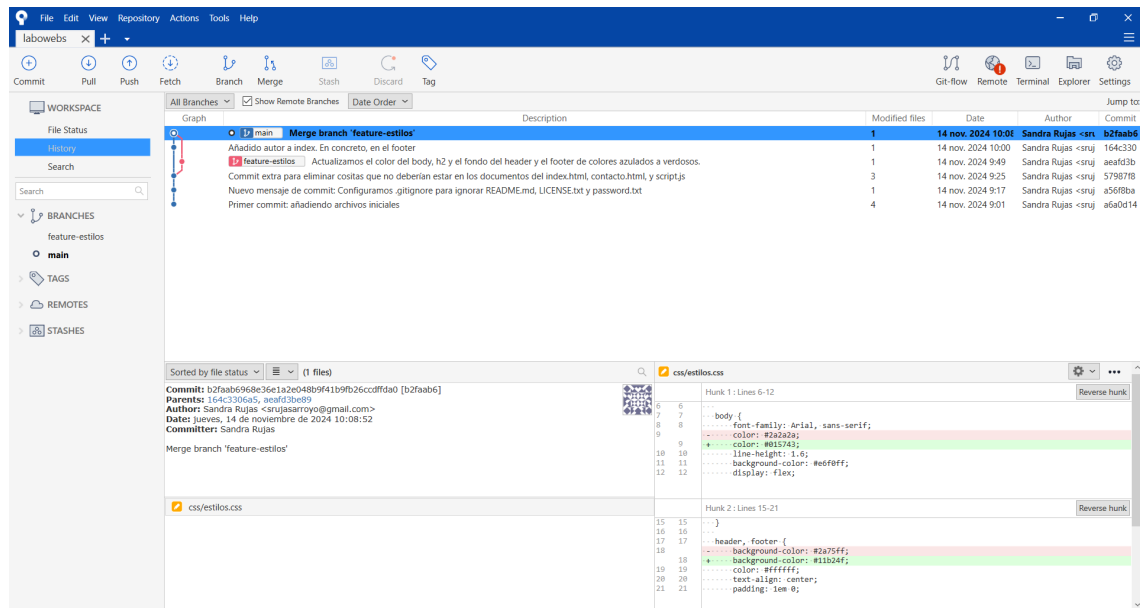 File Edit View Repository Actions Tools Help
labowebs
Commit Pull Push Fetch Branch Merge Stash Discard Tag Git-flow Remote Terminal Explorer Settings
WORKSPACE
File Status
History
Search
Search
BRANCHES
feature-estilos
main
TAGS
REMOTES
STASHES
All Branches Show Remote Branches Date Order Jump to:
Graph Description Modified files Date Author Commit
main Merge branch 'feature-estilos' 1 14 nov. 2024 10:08 Sandra Rujas <sru b2faab6
Añadido autor a index. En concreto, en el footer 1 14 nov. 2024 10:00 Sandra Rujas <sruj 164c330
feature-estilos Actualizamos el color del body, h2 y el fondo del header y el footer de colores azulados a verdosos. 1 14 nov. 2024 9:49 Sandra Rujas <sruj aeafd3b
Commit extra para eliminar cositas que no deberían estar en los documentos del index.html, contacto.html, y script.js 3 14 nov. 2024 9:25 Sandra Rujas <sruj 57987f8
Nuevo mensaje de commit: Configuramos .gitignore para ignorar README.md, LICENSE.txt y password.txt 1 14 nov. 2024 9:17 Sandra Rujas <sruj a56f8ba
Primer commit: añadiendo archivos iniciales 4 14 nov. 2024 9:01 Sandra Rujas <sruj a6a0d14
Sorted by file status (1 files)
Commit: b2faab6968e36e1a2e048b9f41b9fb26ccdffda0 [b2faab6]
Parents: 164c3306a5, aeafd3be89
Author: Sandra Rujas <srujasarroyo@gmail.com>
Date: jueves, 14 de noviembre de 2024 10:08:52
Committer: Sandra Rujas
Merge branch 'feature-estilos'
css/estilos.css
css/estilos.css
Hunk 1 : Lines 6-12 Reverse hunk
6 6
7 7 body {
8 8 font-family: Arial, sans-serif;
9 - color: #2a2a2a;
9 + color: #015743;
10 10 line-height: 1.6;
11 11 background-color: #e6f0ff;
12 12 display: flex;
Hunk 2 : Lines 15-21 Reverse hunk
15 15 }
16 16
17 17 header, footer {
18 - background-color: #2a75ff;
18 + background-color: #11b24f;
19 19 color: #ffffff;
20 20 text-align: center;
21 21 padding: 1em 0;